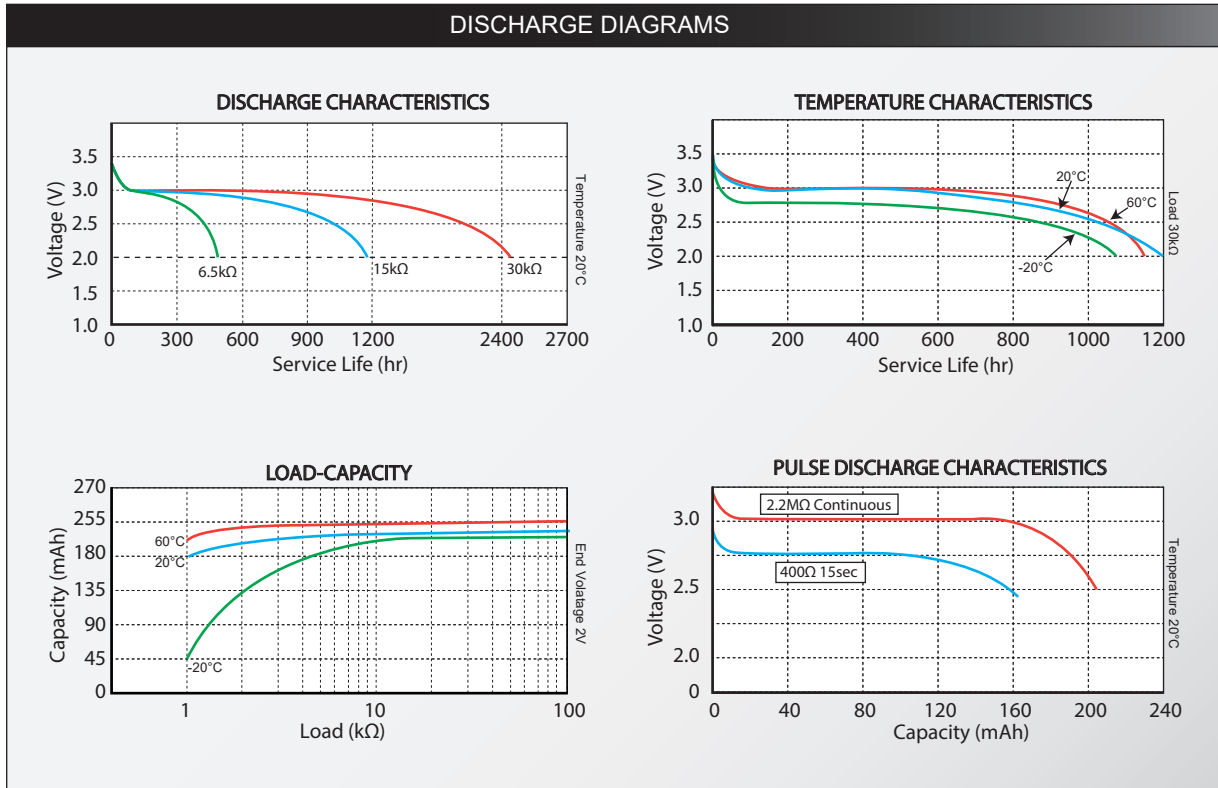 DISCHARGE DIAGRAMS
DISCHARGE CHARACTERISTICS
Voltage (V)
3.5
3.0
2.5
2.0
1.5
1.0
6.5kΩ
15kΩ
30kΩ
0 300 600 900 1200 2400 2700
Service Life (hr)
Temperature 20°C
TEMPERATURE CHARACTERISTICS
Voltage (V)
3.5
3.0
2.5
2.0
1.5
1.0
20°C
60°C
-20°C
0 200 400 600 800 1000 1200
Service Life (hr)
Load 30kΩ
LOAD-CAPACITY
Capacity (mAh)
270
255
180
135
90
45
0
60°C
20°C
-20°C
1 10 100
Load (kΩ)
End Volatage 2V
PULSE DISCHARGE CHARACTERISTICS
Voltage (V)
3.0
2.5
2.0
0
2.2MΩ Continuous
400Ω 15sec
0 40 80 120 160 200 240
Capacity (mAh)
Temperature 20°C